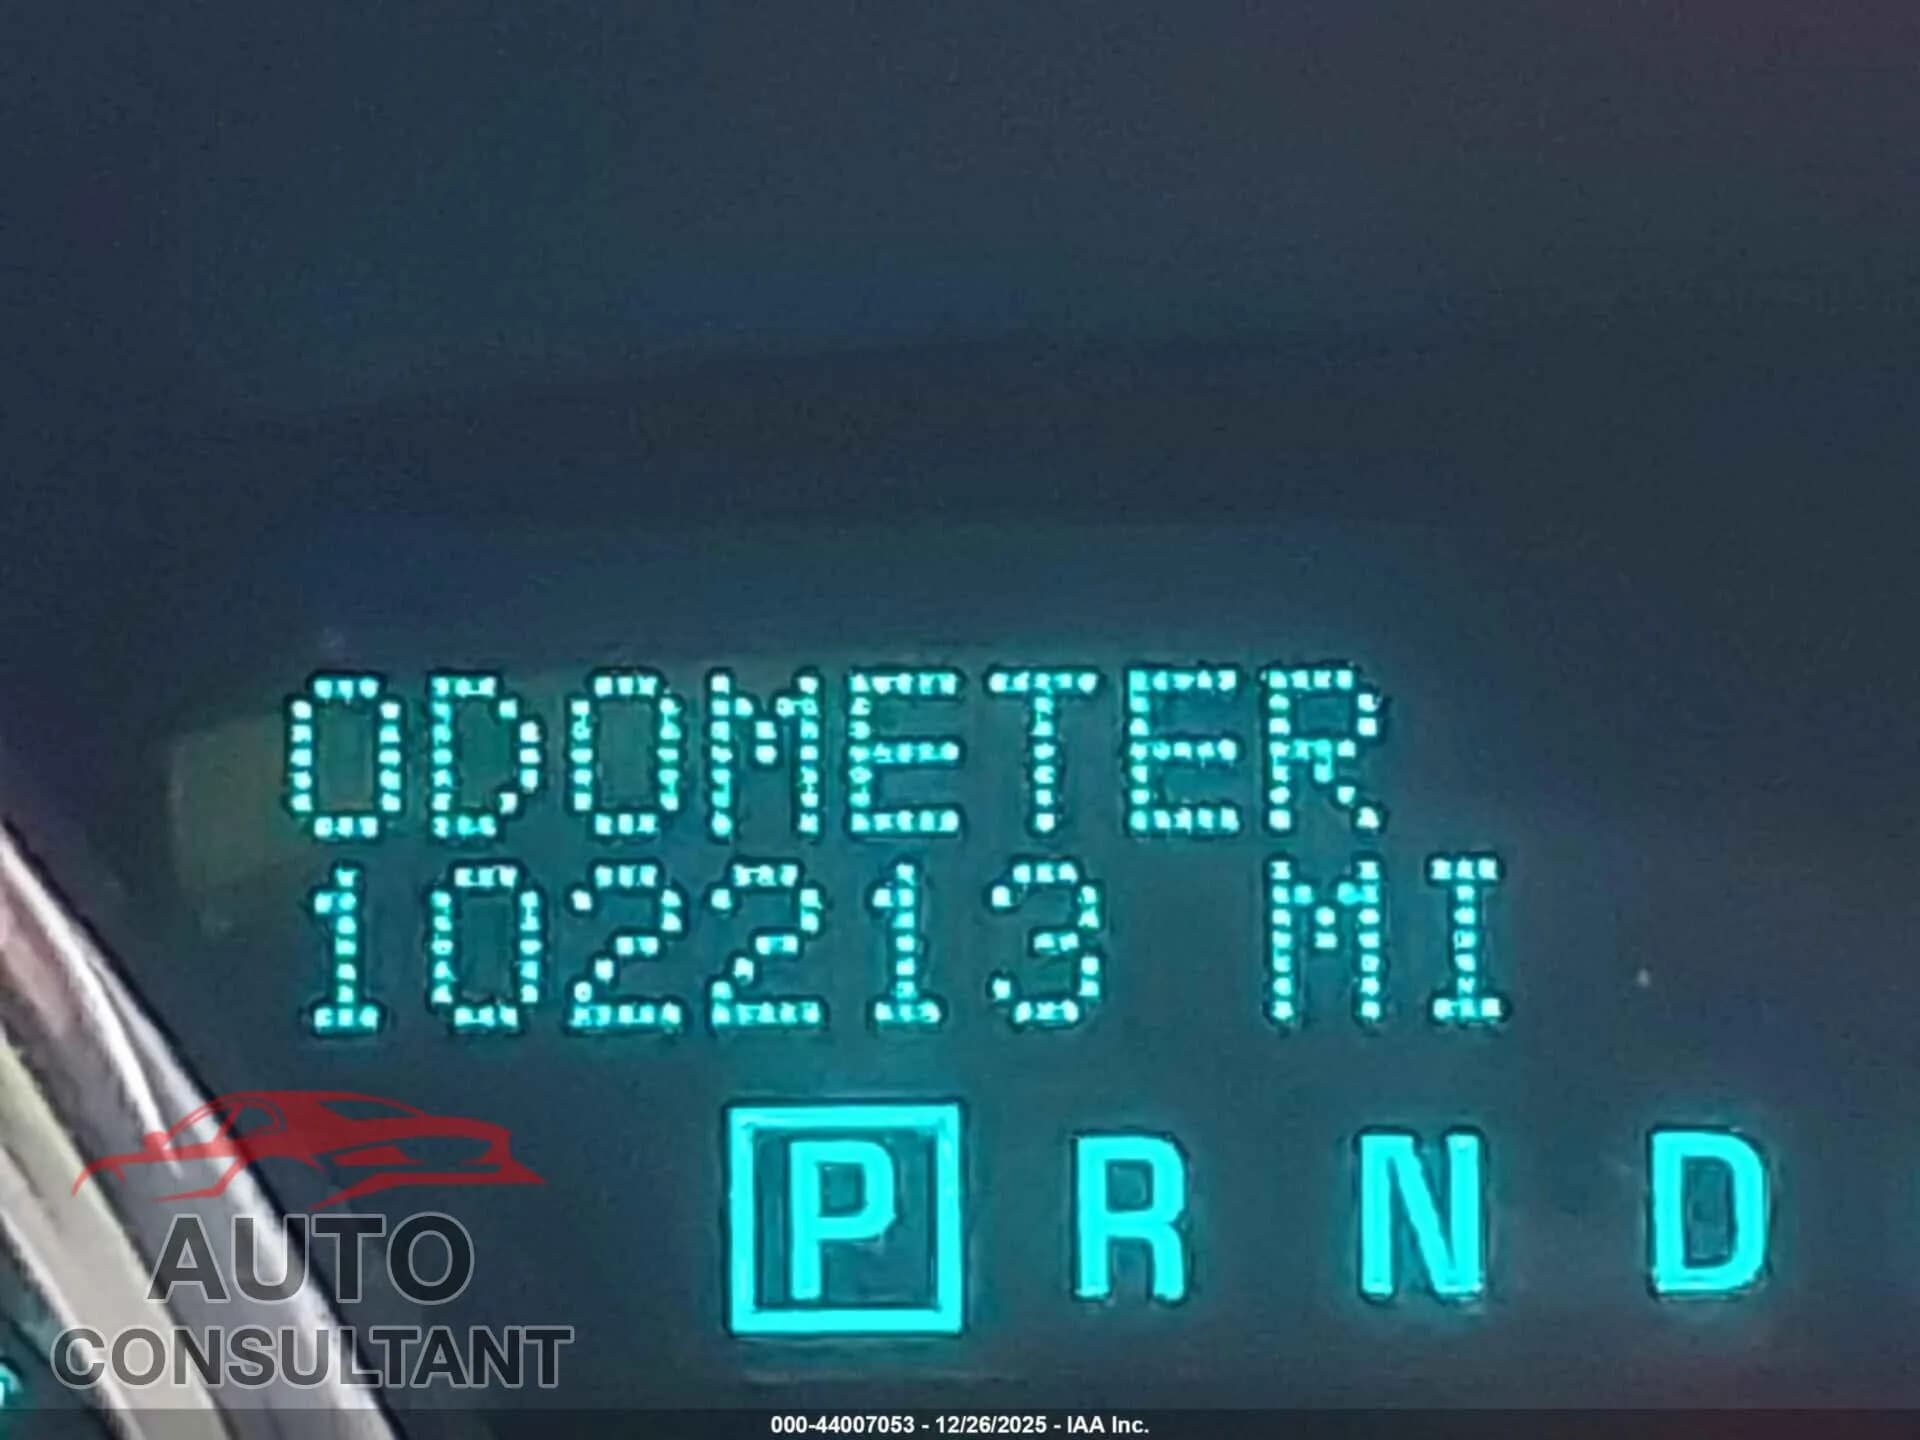 ODOMETER
102213 MI
P R N D
AUTO
CONSULTANT
000-44007053 - 12/26/2025 - IAA Inc.